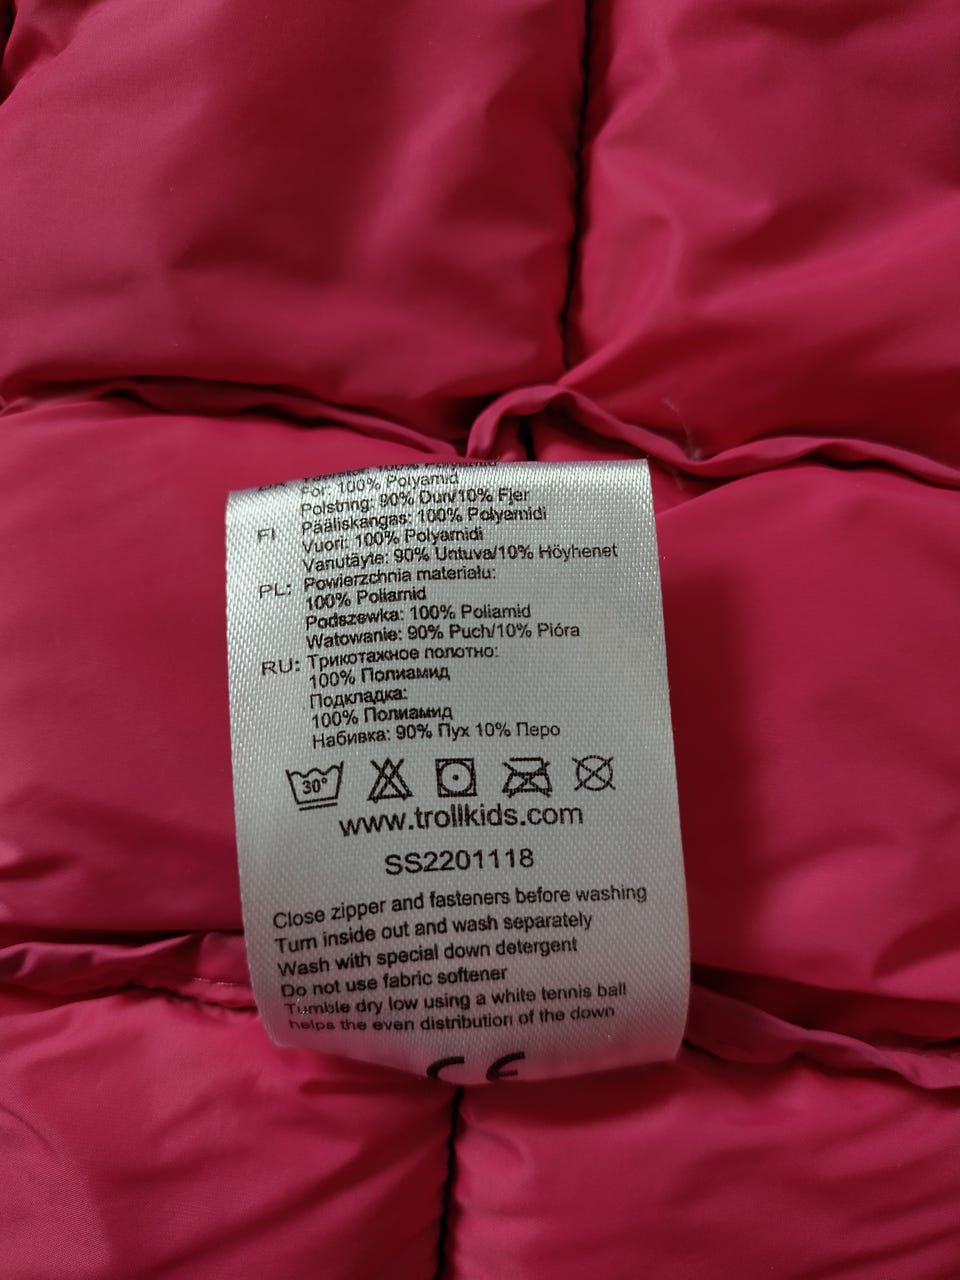 100% Polyamid
För: 100% Polyamid
Polstring: 90% Dun/10% Fjer
FI Pääliskangas: 100% Polyamidi
Vuori: 100% Polyamidi
Vanutäyte: 90% Untuva/10% Höyhenet
PL: Powierzchnia materiału:
100% Poliamid
Podszewka: 100% Poliamid
Watowanie: 90% Puch/10% Pióra
RU: Трикотажное полотно:
100% Полиамид
Подкладка:
100% Полиамид
Набивка: 90% Пух 10% Перо
30°
www.trollkids.com
SS2201118
Close zipper and fasteners before washing
Turn inside out and wash separately
Wash with special down detergent
Do not use fabric softener
Tumble dry low using a white tennis ball
helps the even distribution of the down
CE